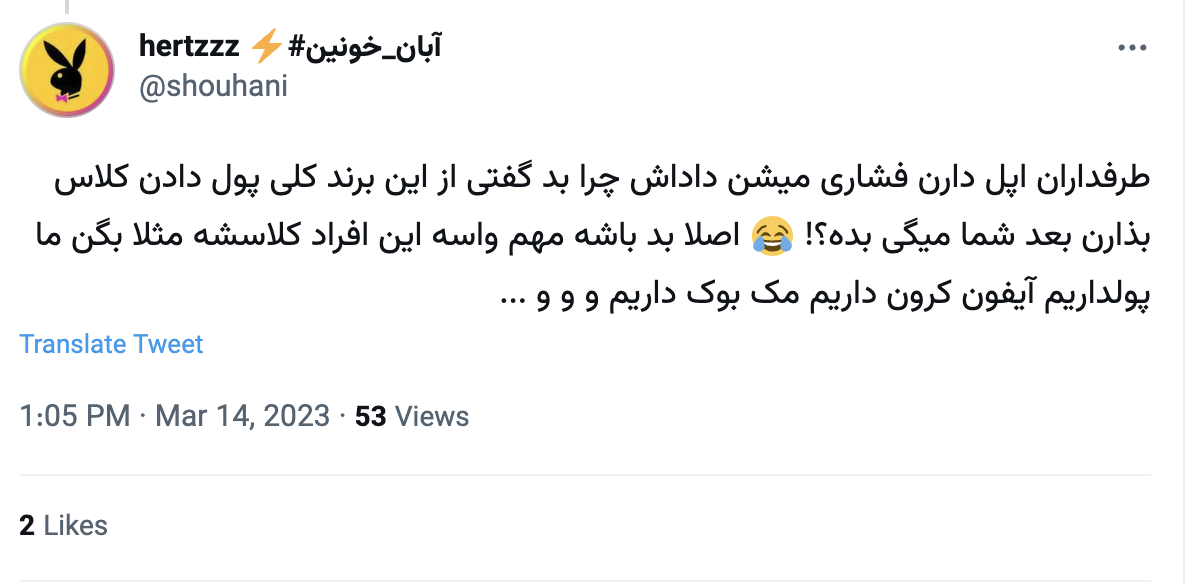 hertzzz ⚡ #آبان_خونین
@shouhani
طرفداران اپل دارن فشاری میشن داداش چرا بد گفتی از این برند کلی پول دادن کلاس
بذارن بعد شما میگی بده؟! 😂 اصلا بد باشه مهم واسه این افراد کلاسشه مثلا بگن ما
پولداریم آیفون کرون داریم مک بوک داریم و و و ...
Translate Tweet
1:05 PM · Mar 14, 2023 · 53 Views
2 Likes